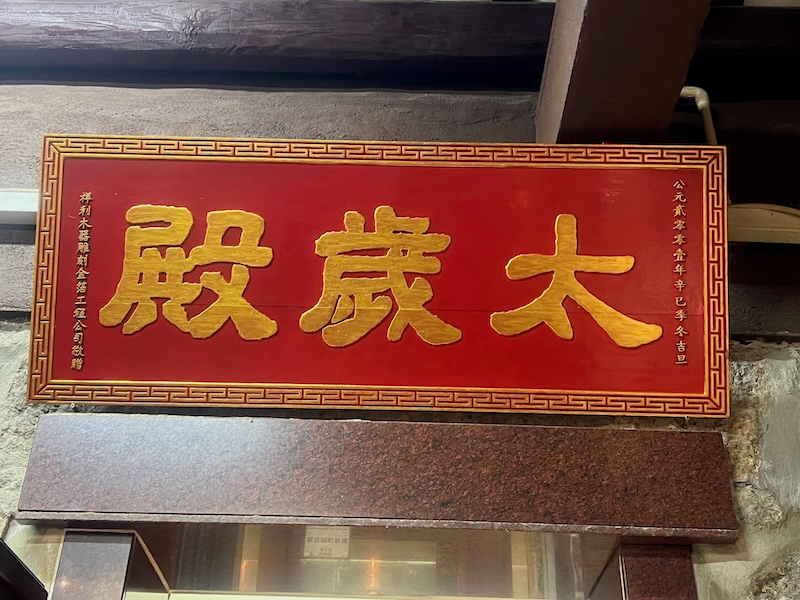 公元貳零零壹年辛巳季冬吉旦
太歲殿
祥利木器雕刻金箔工程公司敬贈